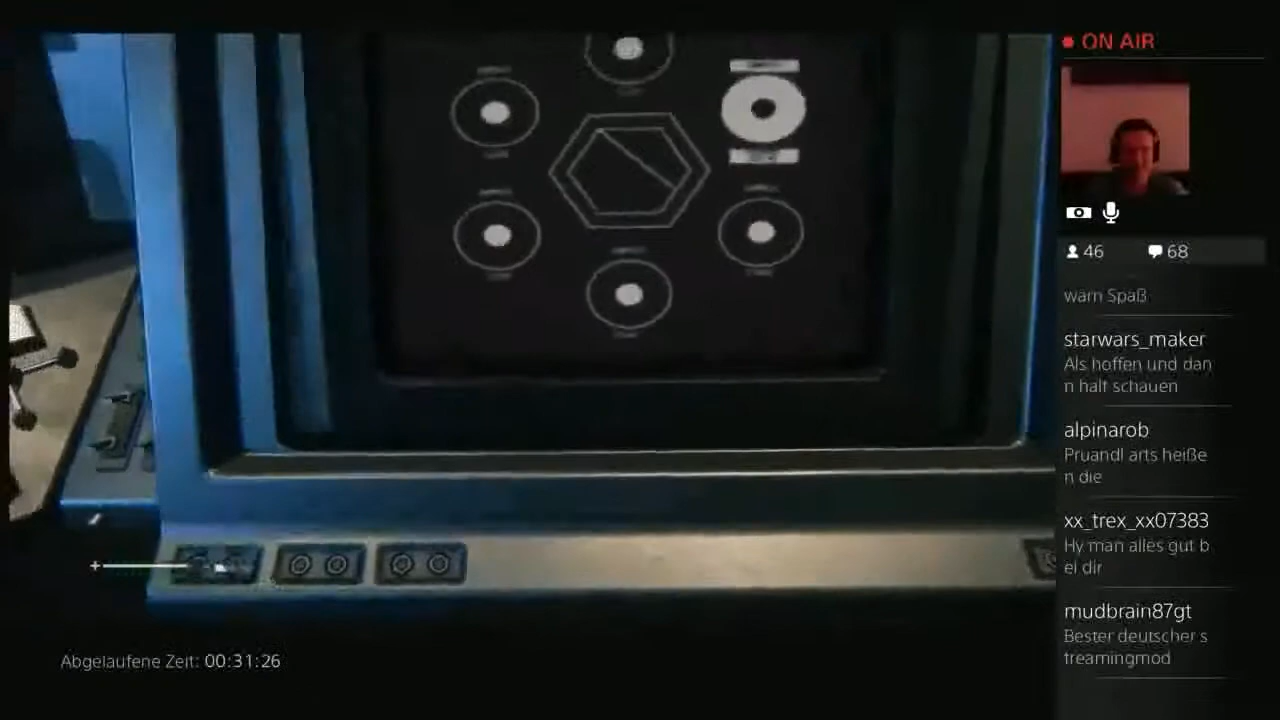 ON AIR
46 68
warn Spaß
starwars_maker
Als hoffen und dan
n halt schauen
alpinarob
Pruandl arts heiße
n die
xx_trex_xx07383
Hy man alles gut b
ei dir
mudbrain87gt
Bester deutscher s
treamingmod
Abgelaufene Zeit: 00:31:26